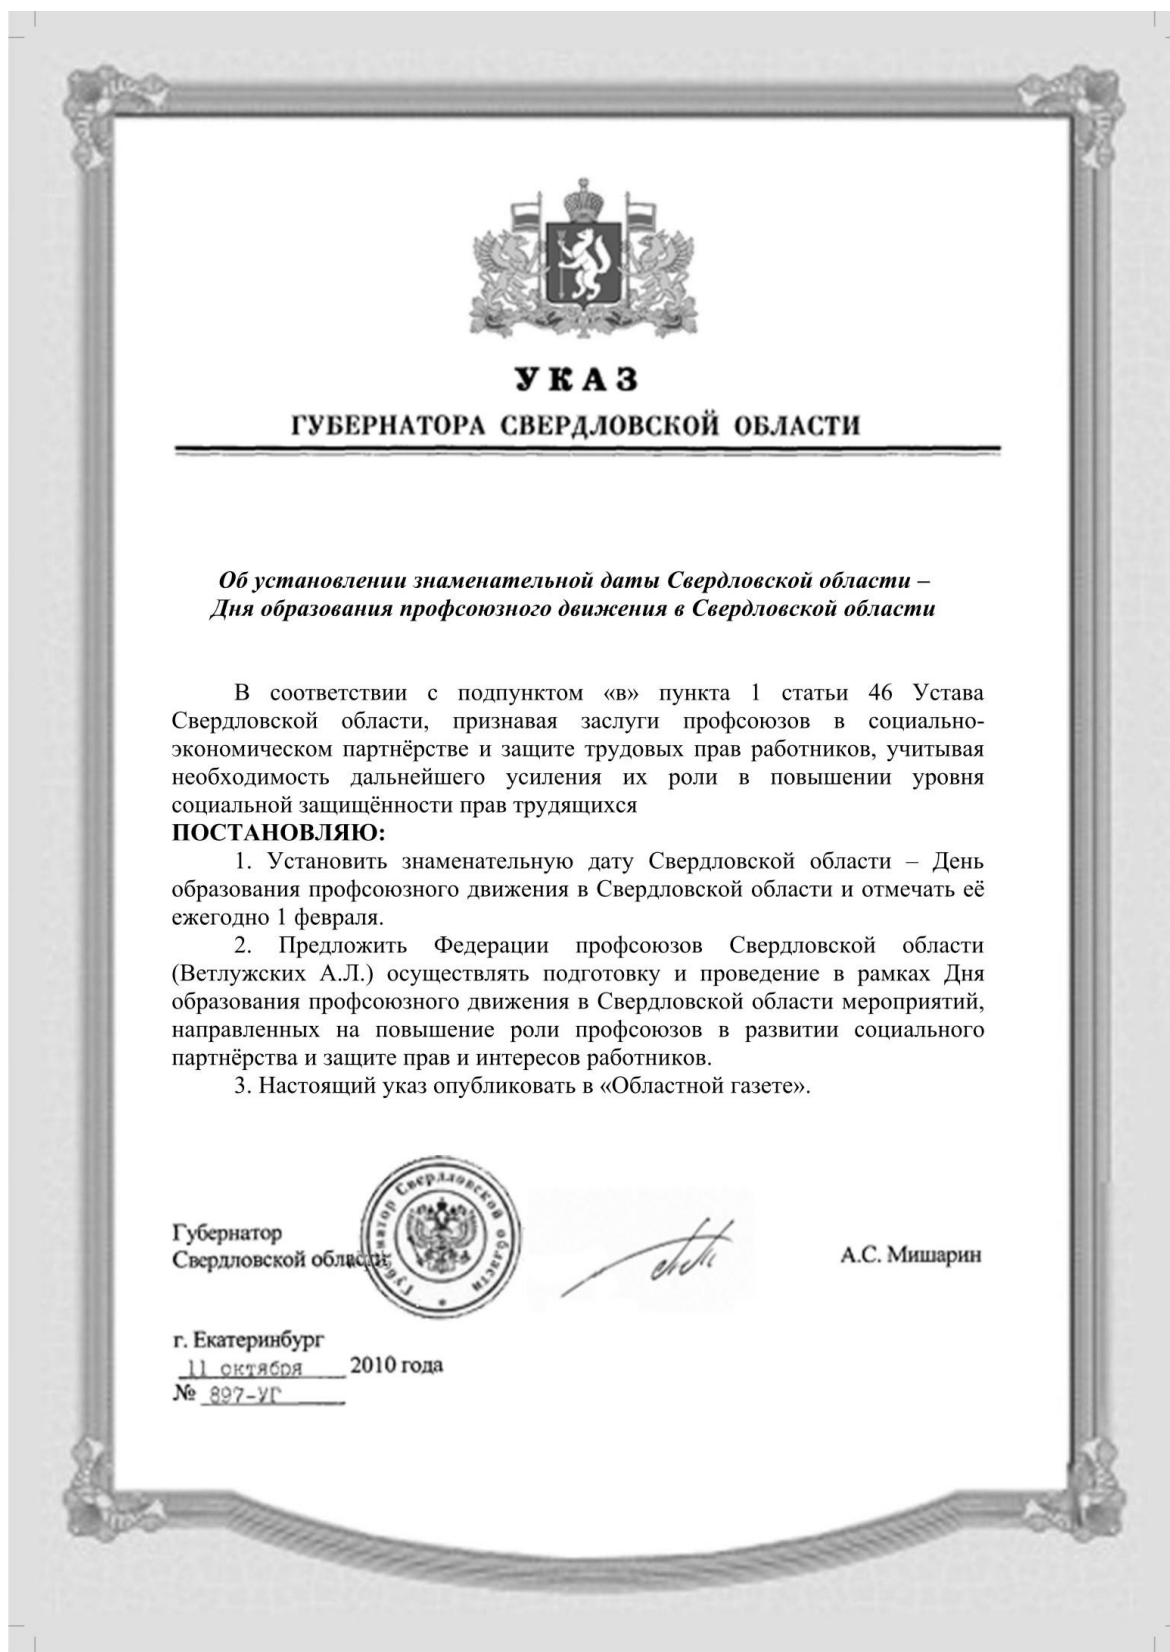 УКАЗ
ГУБЕРНАТОРА СВЕРДЛОВСКОЙ ОБЛАСТИ
Об установлении знаменательной даты Свердловской области –
Дня образования профсоюзного движения в Свердловской области
В соответствии с подпунктом «в» пункта 1 статьи 46 Устава
Свердловской области, признавая заслуги профсоюзов в социально-
экономическом партнёрстве и защите трудовых прав работников, учитывая
необходимость дальнейшего усиления их роли в повышении уровня
социальной защищённости прав трудящихся
ПОСТАНОВЛЯЮ:
1. Установить знаменательную дату Свердловской области – День
образования профсоюзного движения в Свердловской области и отмечать её
ежегодно 1 февраля.
2. Предложить Федерации профсоюзов Свердловской области
(Ветлужских А.Л.) осуществлять подготовку и проведение в рамках Дня
образования профсоюзного движения в Свердловской области мероприятий,
направленных на повышение роли профсоюзов в развитии социального
партнёрства и защите прав и интересов работников.
3. Настоящий указ опубликовать в «Областной газете».
Губернатор
Свердловской области
Губернатор Свердловской области
А.С. Мишарин
г. Екатеринбург
11 октября 2010 года
№ 897-УГ